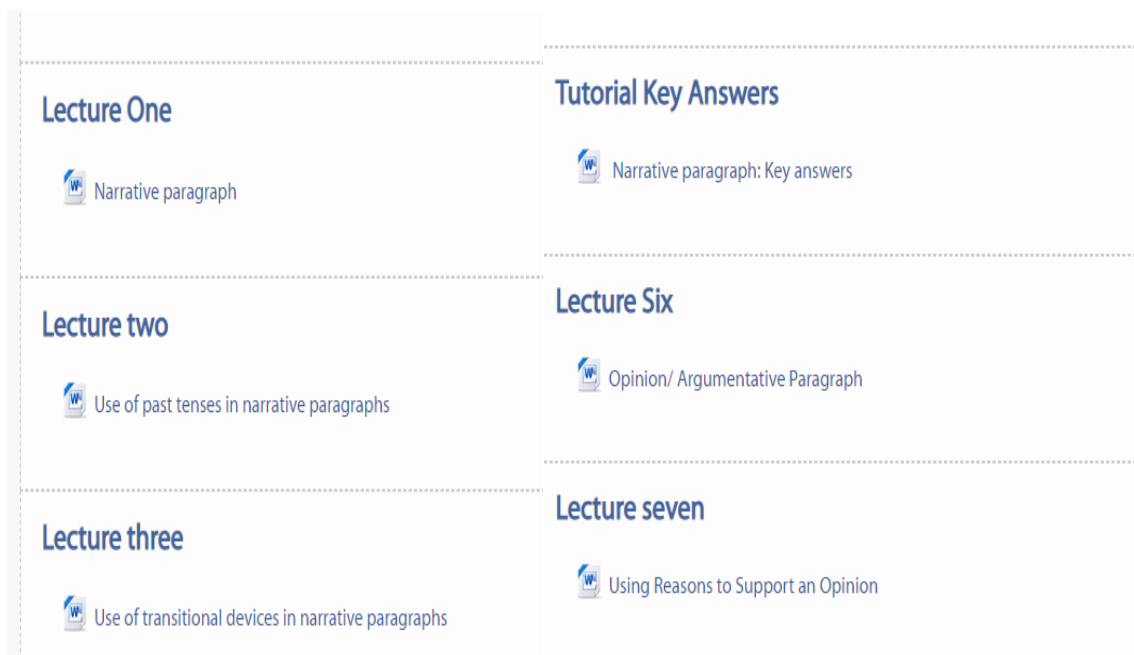 Lecture One
Narrative paragraph
Lecture two
Use of past tenses in narrative paragraphs
Lecture three
Use of transitional devices in narrative paragraphs
Tutorial Key Answers
Narrative paragraph: Key answers
Lecture Six
Opinion/ Argumentative Paragraph
Lecture seven
Using Reasons to Support an Opinion